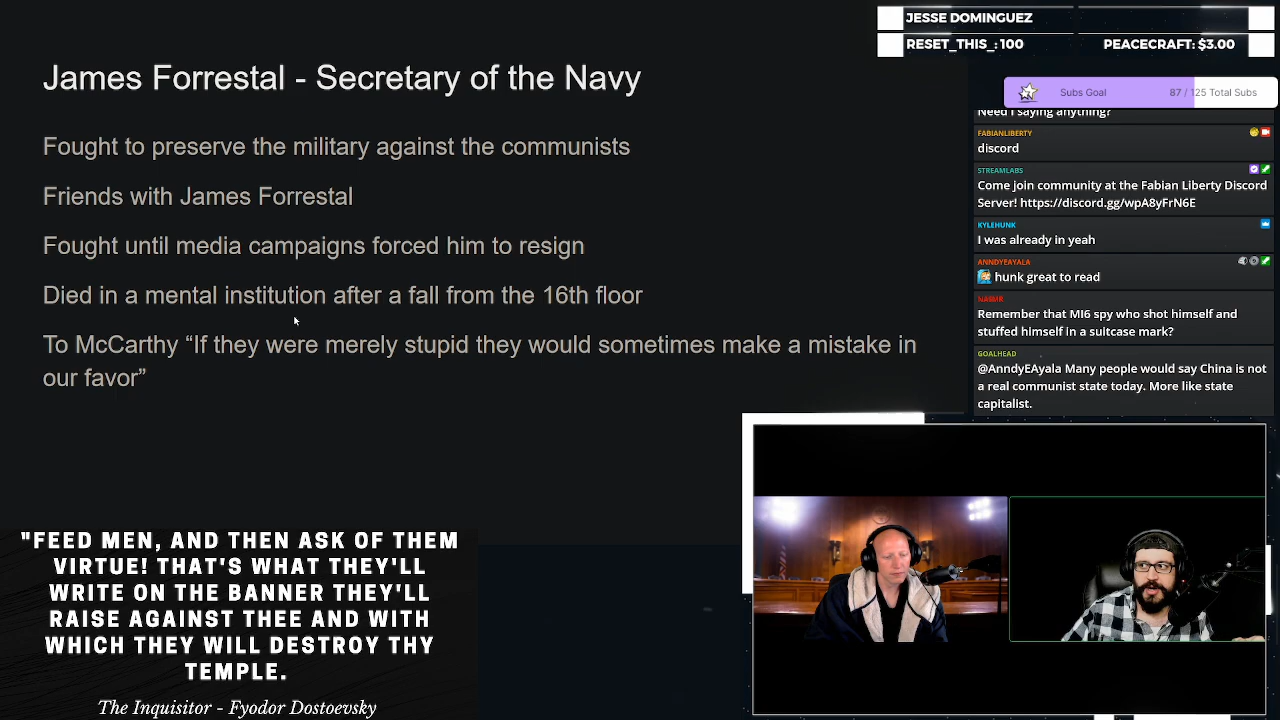 James Forrestal - Secretary of the Navy
Fought to preserve the military against the communists
Friends with James Forrestal
Fought until media campaigns forced him to resign
Died in a mental institution after a fall from the 16th floor
To McCarthy “If they were merely stupid they would sometimes make a mistake in
our favor”
JESSE DOMINGUEZ
RESET_THIS_: 100
PEACECRAFT: $3.00
Subs Goal
87 / 125 Total Subs
Need I saying anything?
FABIANLIBERTY
discord
STREAMLABS
Come join community at the Fabian Liberty Discord
Server! https://discord.gg/wpA8yFrN6E
KYLEHUNK
I was already in yeah
ANNDYEAYALA
hunk great to read
Remember that MI6 spy who shot himself and
stuffed himself in a suitcase mark?
GOALHEAD
@AnndyEAyala Many people would say China is not
a real communist state today. More like state
capitalist.
"FEED MEN, AND THEN ASK OF THEM
VIRTUE! THAT'S WHAT THEY'LL
WRITE ON THE BANNER THEY'LL
RAISE AGAINST THEE AND WITH
WHICH THEY WILL DESTROY THY
TEMPLE.
The Inquisitor - Fyodor Dostoevsky